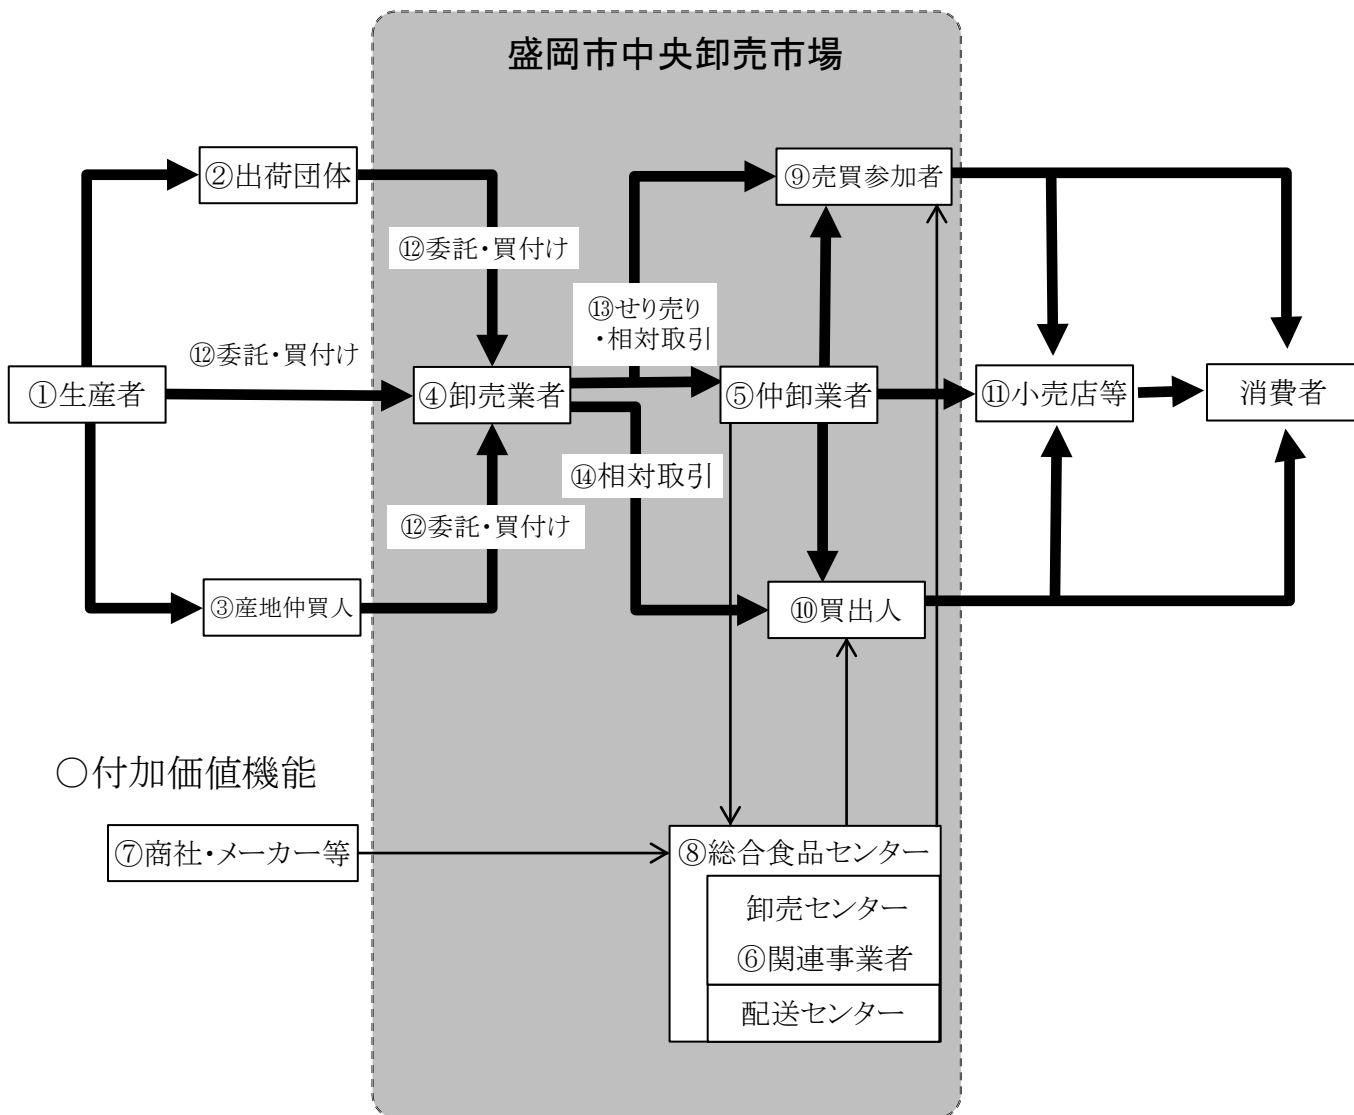 盛岡市中央卸売市場
②出荷団体
⑨売買参加者
⑫委託・買付け
⑬せり売り
・相対取引
⑫委託・買付け
①生産者
④卸売業者
⑤仲卸業者
⑪小売店等
消費者
⑭相対取引
⑫委託・買付け
③産地仲買人
⑩買出人
○付加価値機能
⑦商社・メーカー等
⑧総合食品センター
卸売センター
⑥関連事業者
配送センター